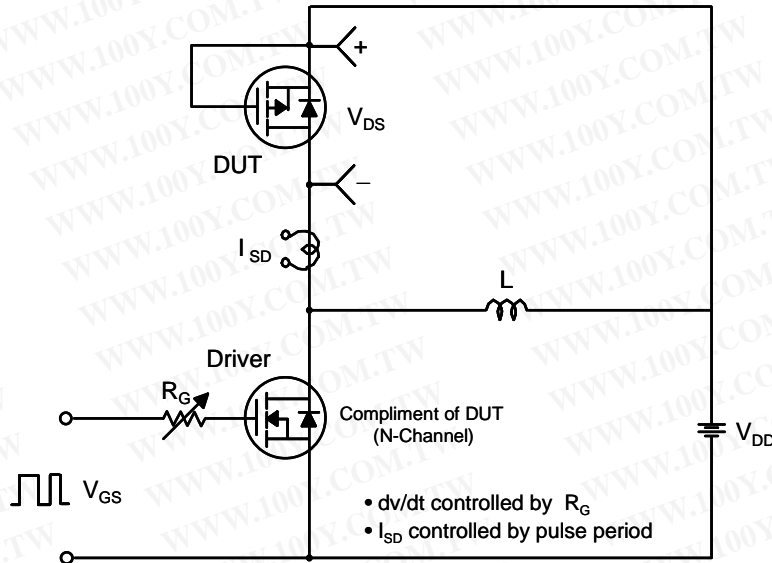 +
V_DS
DUT
−
I_SD
L
Driver
R_G
Compliment of DUT
(N-Channel)
V_DD
V_GS
• dv/dt controlled by R_G
• I_SD controlled by pulse period
WWW.100Y.COM.TW